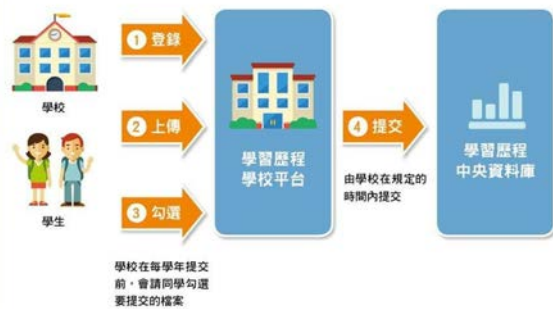 學校
學生
1 登錄
2 上傳
3 勾選
學校在每學年提交
前，會請同學勾選
要提交的檔案
學習歷程
學校平台
4 提交
由學校在規定的
時間內提交
學習歷程
中央資料庫